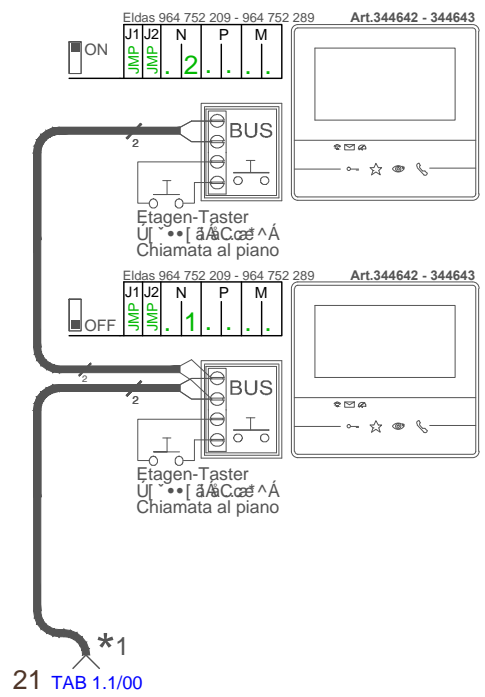 Eldas 964 752 209 - 964 752 289 Art.344642 - 344643
ON
J1 J2 N P M
JMP JMP . 2 . . . .
BUS
2
Etagen-Taster
Chiamata al piano
Eldas 964 752 209 - 964 752 289 Art.344642 - 344643
J1 J2 N P M
OFF
JMP JMP . 1 . . . .
2
BUS
2
Etagen-Taster
Chiamata al piano
*1
21 TAB 1.1/00